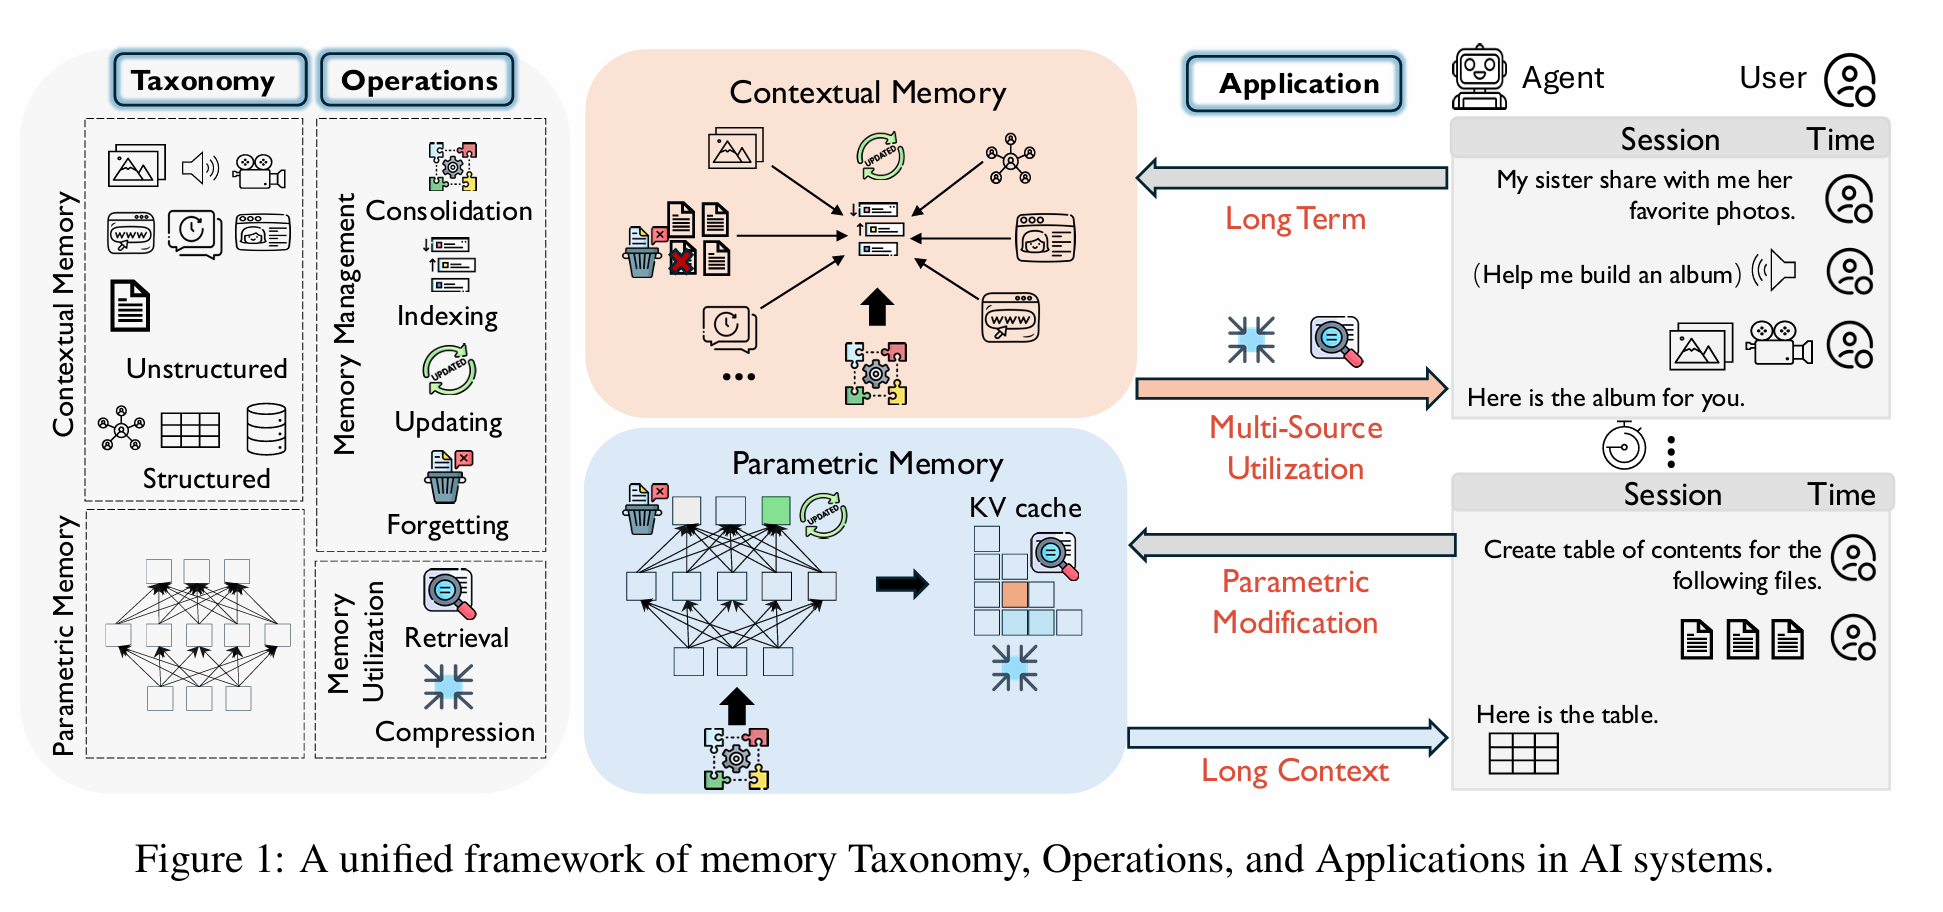 Taxonomy
Operations
Contextual Memory
www
Unstructured
Structured
Parametric Memory
Memory Management
Consolidation
Indexing
UPDATED
Updating
Forgetting
Memory
Utilization
Retrieval
Compression
Contextual Memory
UPDATED
www
...
Parametric Memory
UPDATED
KV cache
Application
Long Term
Multi-Source
Utilization
Parametric
Modification
Long Context
Agent
User
Session Time
My sister share with me her
favorite photos.
(Help me build an album)
Here is the album for you.
Session Time
Create table of contents for the
following files.
Here is the table.
Figure 1: A unified framework of memory Taxonomy, Operations, and Applications in AI systems.